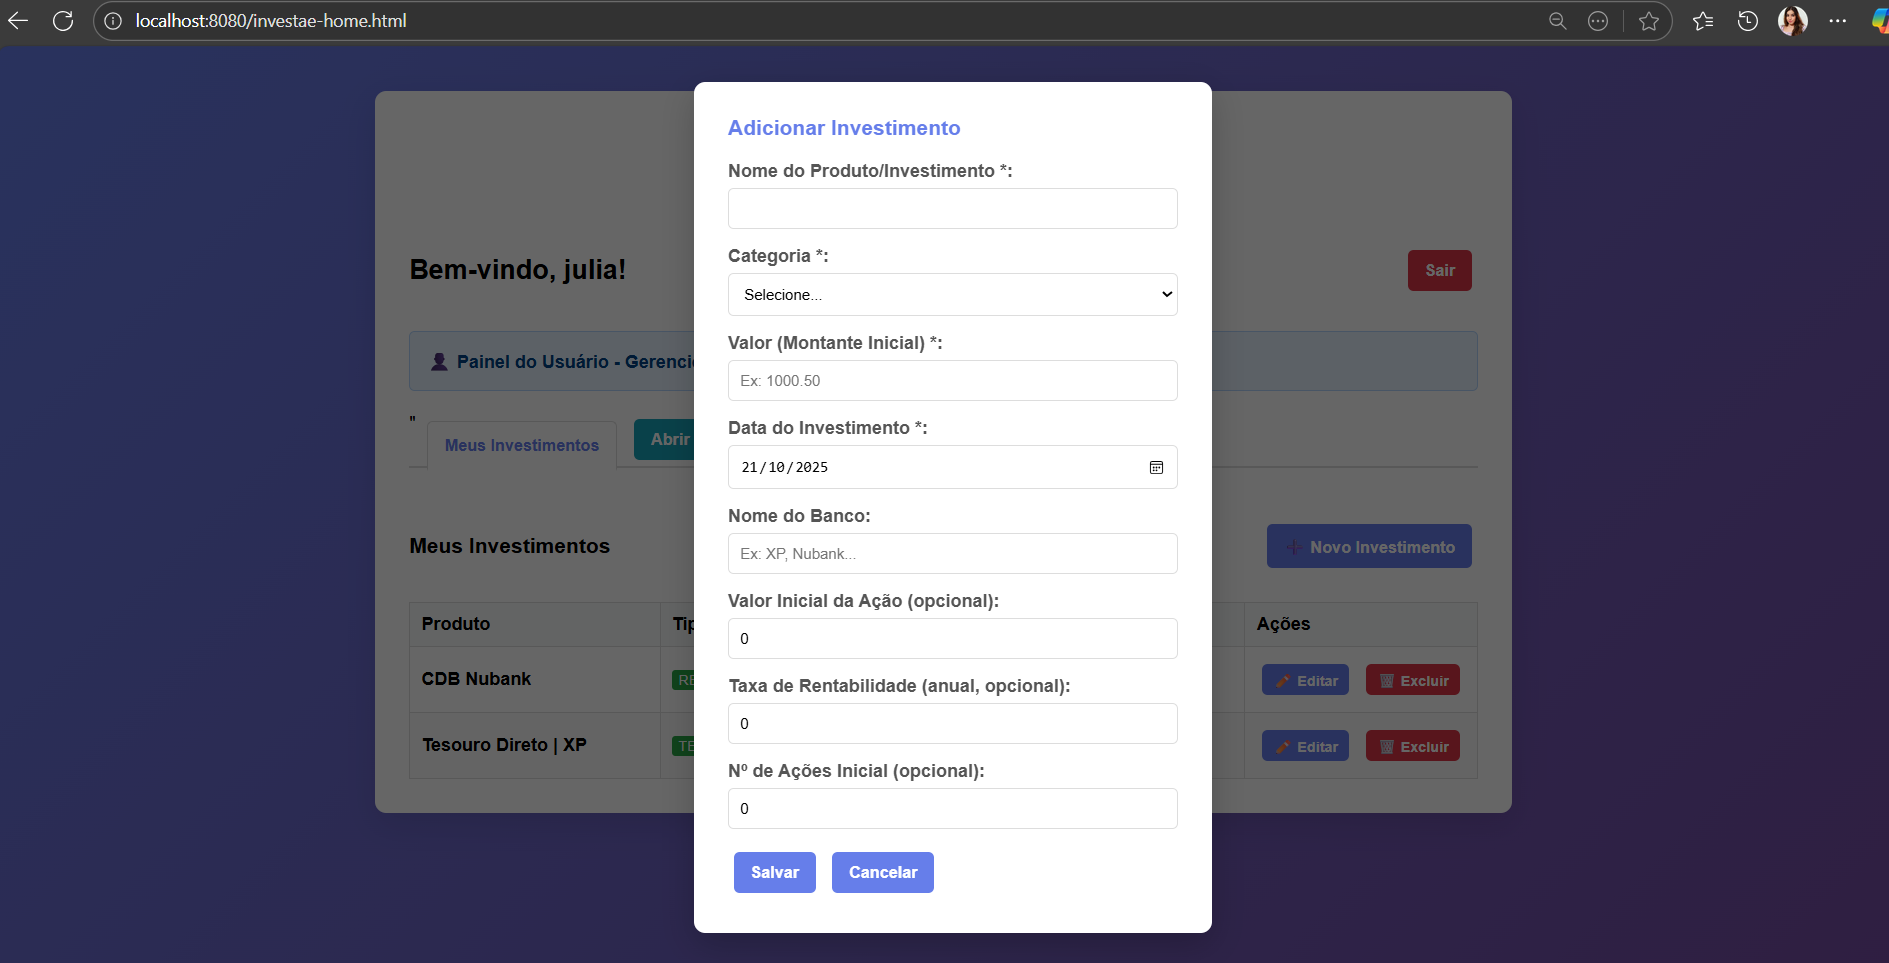 localhost:8080/investae-home.html
Adicionar Investimento
Nome do Produto/Investimento *:
Categoria *:
Selecione...
Valor (Montante Inicial) *:
Ex: 1000.50
Data do Investimento *:
21/10/2025
Nome do Banco:
Ex: XP, Nubank...
Valor Inicial da Ação (opcional):
0
Taxa de Rentabilidade (anual, opcional):
0
Nº de Ações Inicial (opcional):
0
Salvar Cancelar
Bem-vindo, julia!
Sair
Painel do Usuário - Gerenci
"
Meus Investimentos
Abrir
Meus Investimentos
Novo Investimento
Produto Tip Ações
CDB Nubank RE Editar Excluir
Tesouro Direto | XP TE Editar Excluir